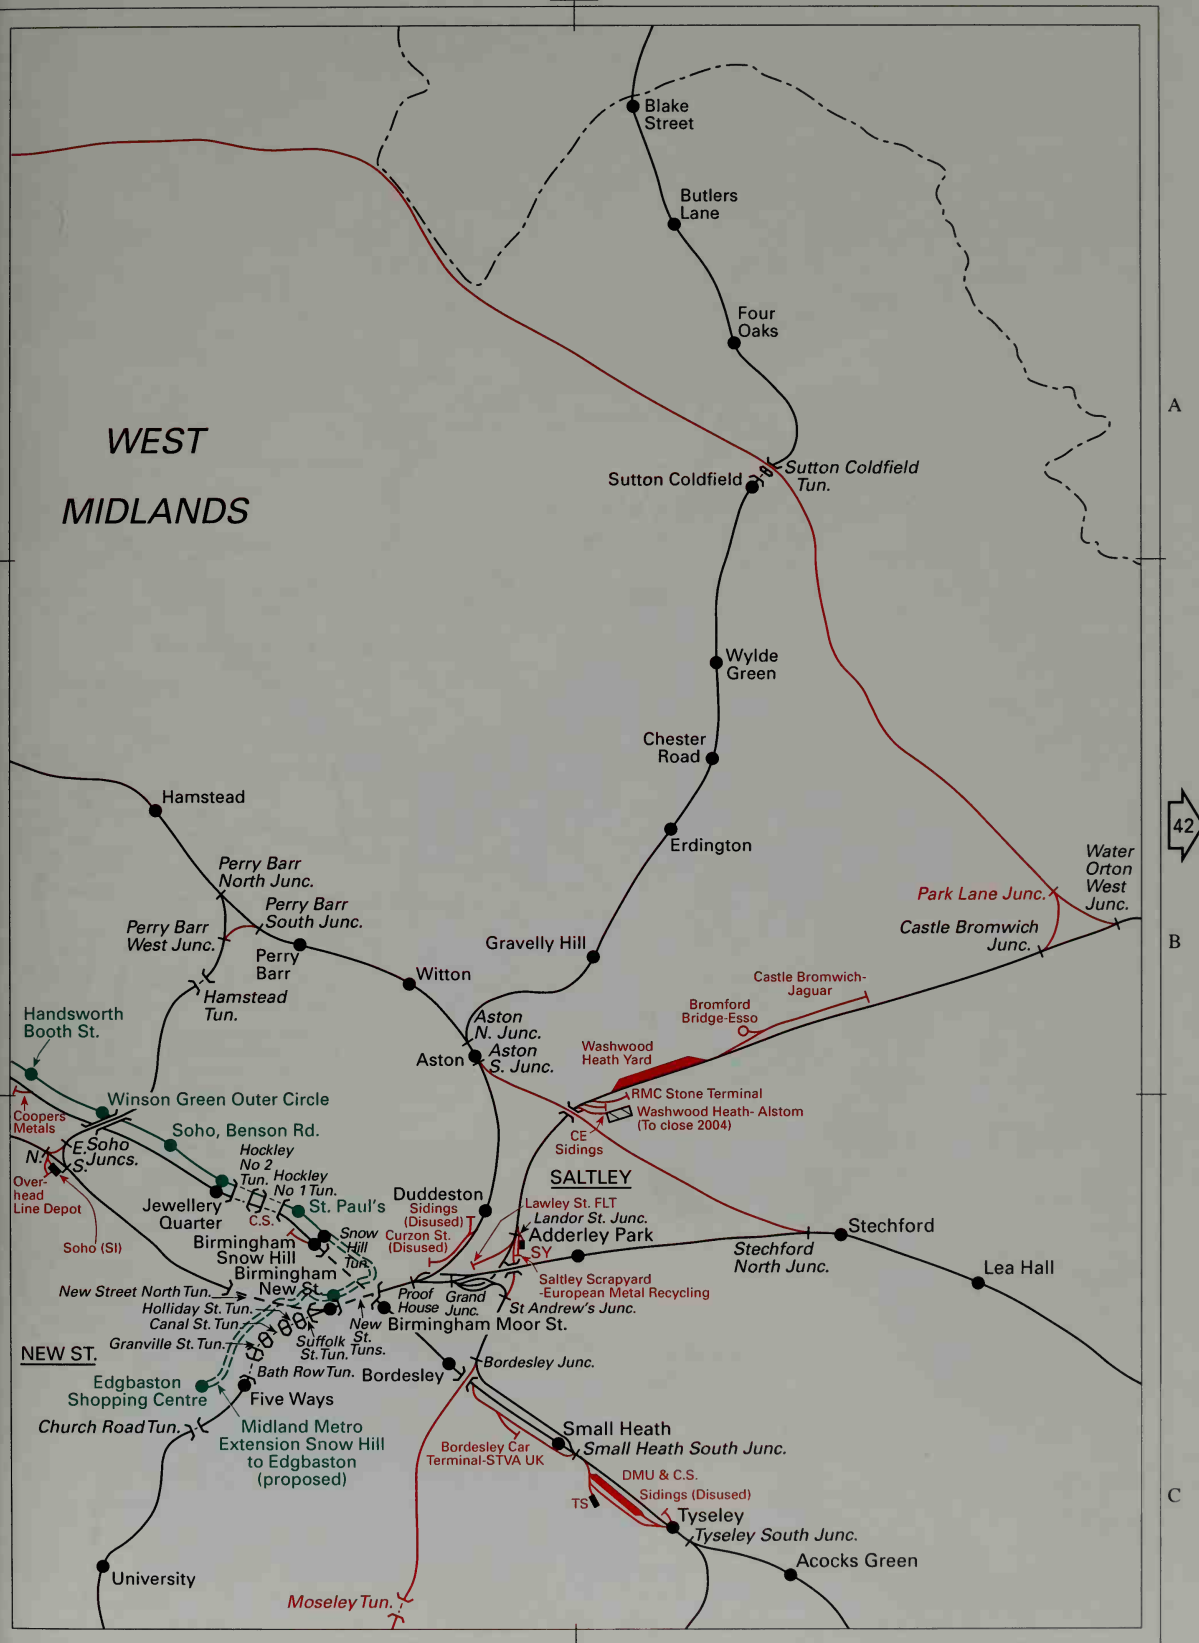 Blake
Street
Butlers
Lane
Four
Oaks
A
WEST
MIDLANDS
Sutton Coldfield
Sutton Coldfield
Tun.
Wylde
Green
Chester
Road
Hamstead
42
Erdington
Water
Orton
West
Junc.
Perry Barr
North Junc.
Perry Barr
South Junc.
Park Lane Junc.
Perry Barr
West Junc.
Castle Bromwich
Junc.
B
Gravelly Hill
Perry
Barr
Witton
Castle Bromwich-
Jaguar
Hamstead
Tun.
Bromford
Bridge-Esso
Handsworth
Booth St.
Aston
N. Junc.
Aston
Aston
S. Junc.
Washwood
Heath Yard
RMC Stone Terminal
Winson Green Outer Circle
Washwood Heath- Alstom
(To close 2004)
Coopers
Metals
Soho, Benson Rd.
CE
Sidings
N.
E. Soho
S. Juncs.
Hockley
No 2
Tun.
Hockley
No 1 Tun.
SALTLEY
Over-
head
Line Depot
Jewellery
Quarter
St. Paul's
C.S.
Duddeston
Sidings
(Disused)
Curzon St.
(Disused)
Lawley St. FLT
Landor St. Junc.
Adderley Park
SY
Stechford
Soho (SI)
Birmingham
Snow Hill
Snow
Hill
Tun.
Stechford
North Junc.
Lea Hall
Birmingham
New St.
New Street North Tun.
Saltley Scrapyard
-European Metal Recycling
Holliday St. Tun.
Canal St. Tun.
Granville St. Tun.
Proof
House
Grand
Junc.
St Andrew's Junc.
Suffolk
St. Tun.
New
St.
Tuns.
Birmingham Moor St.
NEW ST.
Bath Row Tun.
Bordesley
Bordesley Junc.
Edgbaston
Shopping Centre
Five Ways
Church Road Tun.
Midland Metro
Extension Snow Hill
to Edgbaston
(proposed)
Small Heath
Small Heath South Junc.
Bordesley Car
Terminal-STVA UK
DMU & C.S.
Sidings (Disused)
TS
C
Tyseley
Tyseley South Junc.
Acocks Green
University
Moseley Tun.